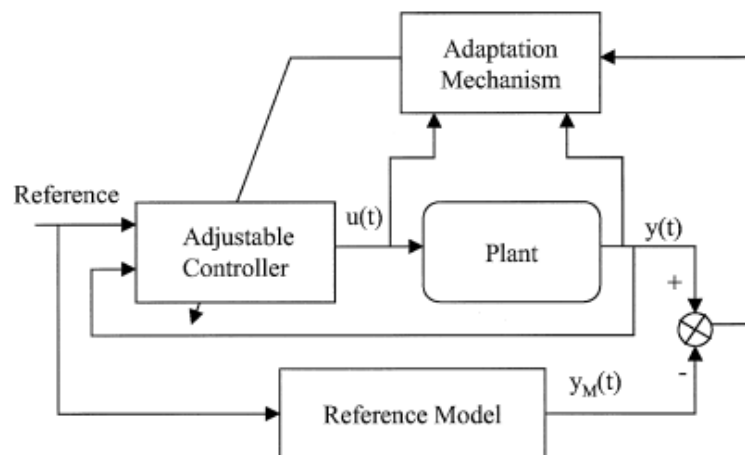 Adaptation
Mechanism
Reference
u(t)
y(t)
Adjustable
Controller
Plant
+
-
y_M(t)
Reference Model